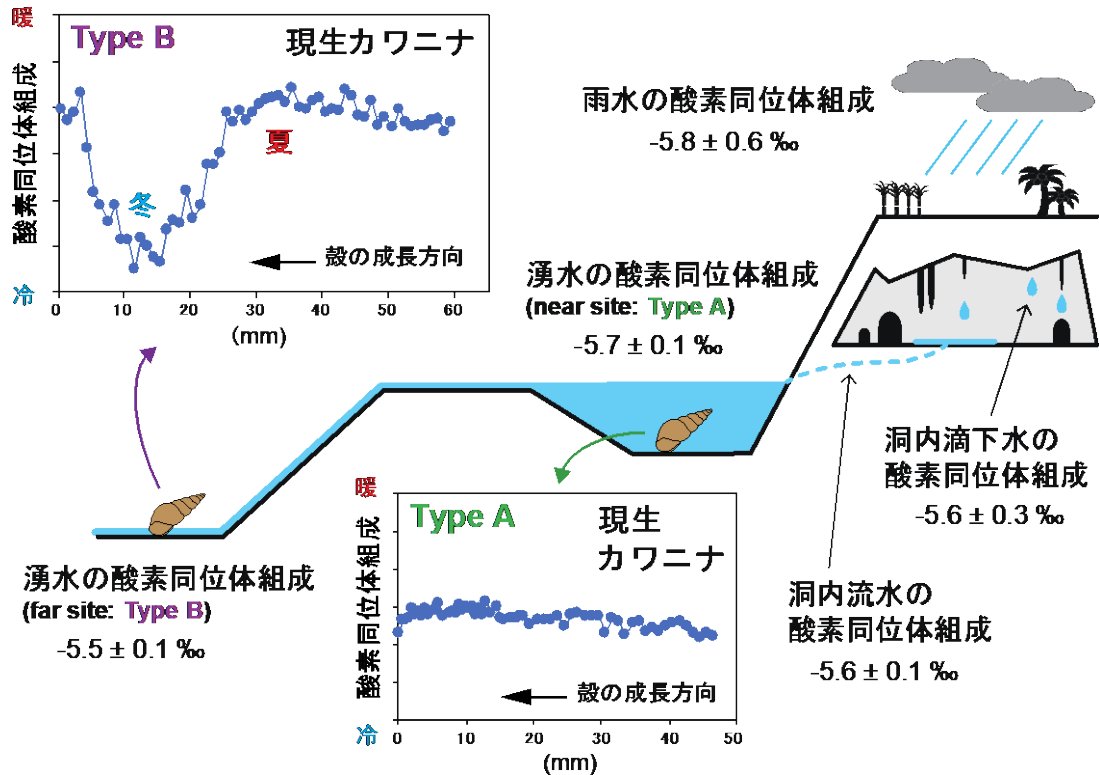 暖
Type B
現生カワニナ
酸素同位体組成
夏
冬
殻の成長方向
冷
0
10
20
30
40
50
60
(mm)
雨水の酸素同位体組成
-5.8 ± 0.6 ‰
湧水の酸素同位体組成
(near site: Type A)
-5.7 ± 0.1 ‰
洞内滴下水の
酸素同位体組成
-5.6 ± 0.3 ‰
洞内流水の
酸素同位体組成
-5.6 ± 0.1 ‰
湧水の酸素同位体組成
(far site: Type B)
-5.5 ± 0.1 ‰
暖
Type A
現生
カワニナ
酸素同位体組成
殻の成長方向
冷
0
10
20
30
40
50
(mm)